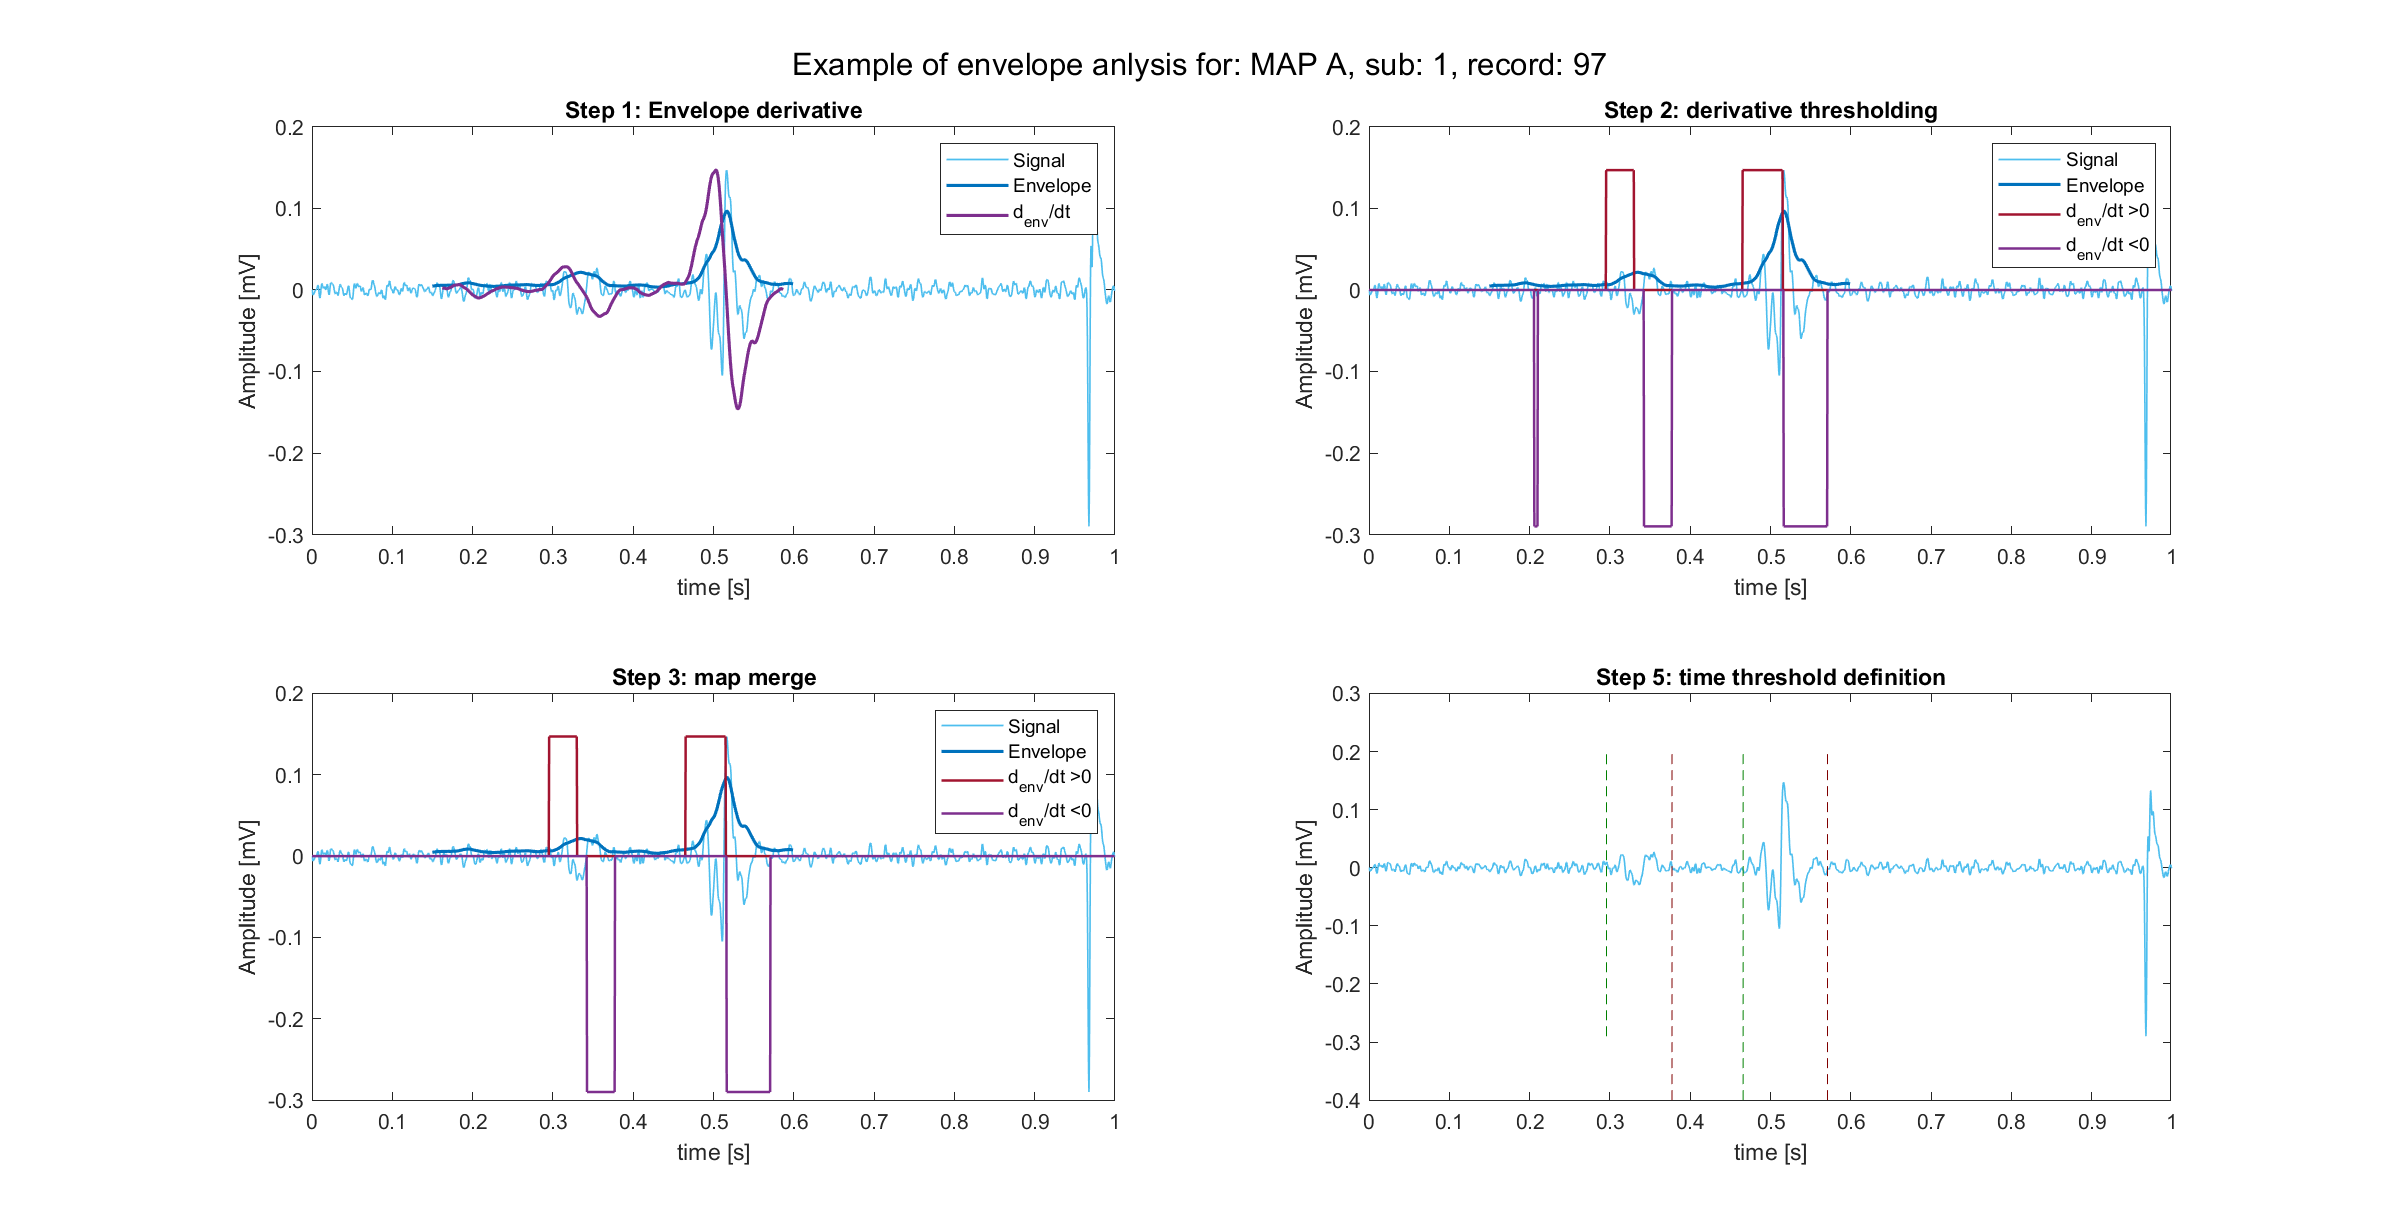 Example of envelope anlysis for: MAP A, sub: 1, record: 97
Step 1: Envelope derivative
Amplitude [mV]
0.2
0.1
0
-0.1
-0.2
-0.3
Signal
Envelope
d_env/dt
0 0.1 0.2 0.3 0.4 0.5 0.6 0.7 0.8 0.9 1
time [s]
Step 2: derivative thresholding
Amplitude [mV]
0.2
0.1
0
-0.1
-0.2
-0.3
Signal
Envelope
d_env/dt >0
d_env/dt <0
0 0.1 0.2 0.3 0.4 0.5 0.6 0.7 0.8 0.9 1
time [s]
Step 3: map merge
Amplitude [mV]
0.2
0.1
0
-0.1
-0.2
-0.3
Signal
Envelope
d_env/dt >0
d_env/dt <0
0 0.1 0.2 0.3 0.4 0.5 0.6 0.7 0.8 0.9 1
time [s]
Step 5: time threshold definition
Amplitude [mV]
0.3
0.2
0.1
0
-0.1
-0.2
-0.3
-0.4
0 0.1 0.2 0.3 0.4 0.5 0.6 0.7 0.8 0.9 1
time [s]